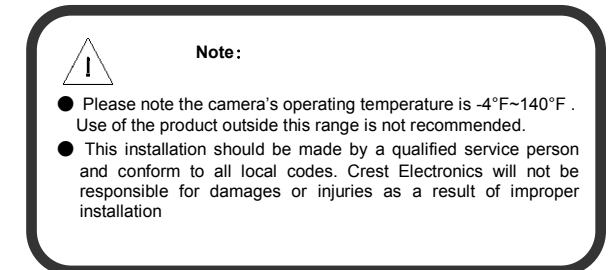 Note：
● Please note the camera's operating temperature is -4°F~140°F .
Use of the product outside this range is not recommended.
● This installation should be made by a qualified service person
and conform to all local codes. Crest Electronics will not be
responsible for damages or injuries as a result of improper
installation